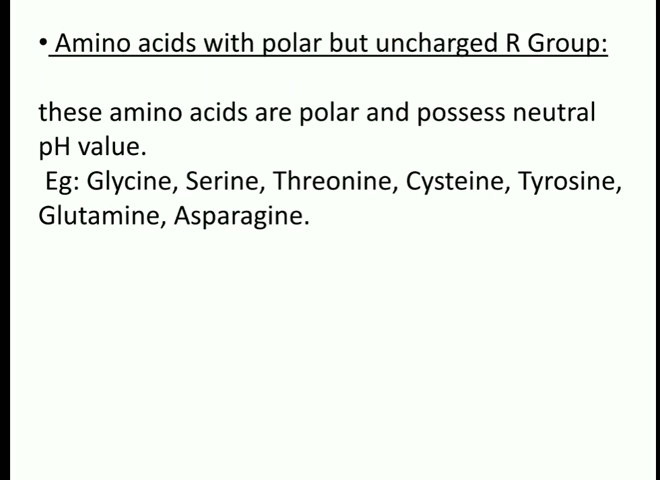 • Amino acids with polar but uncharged R Group:
these amino acids are polar and possess neutral
pH value.
Eg: Glycine, Serine, Threonine, Cysteine, Tyrosine,
Glutamine, Asparagine.